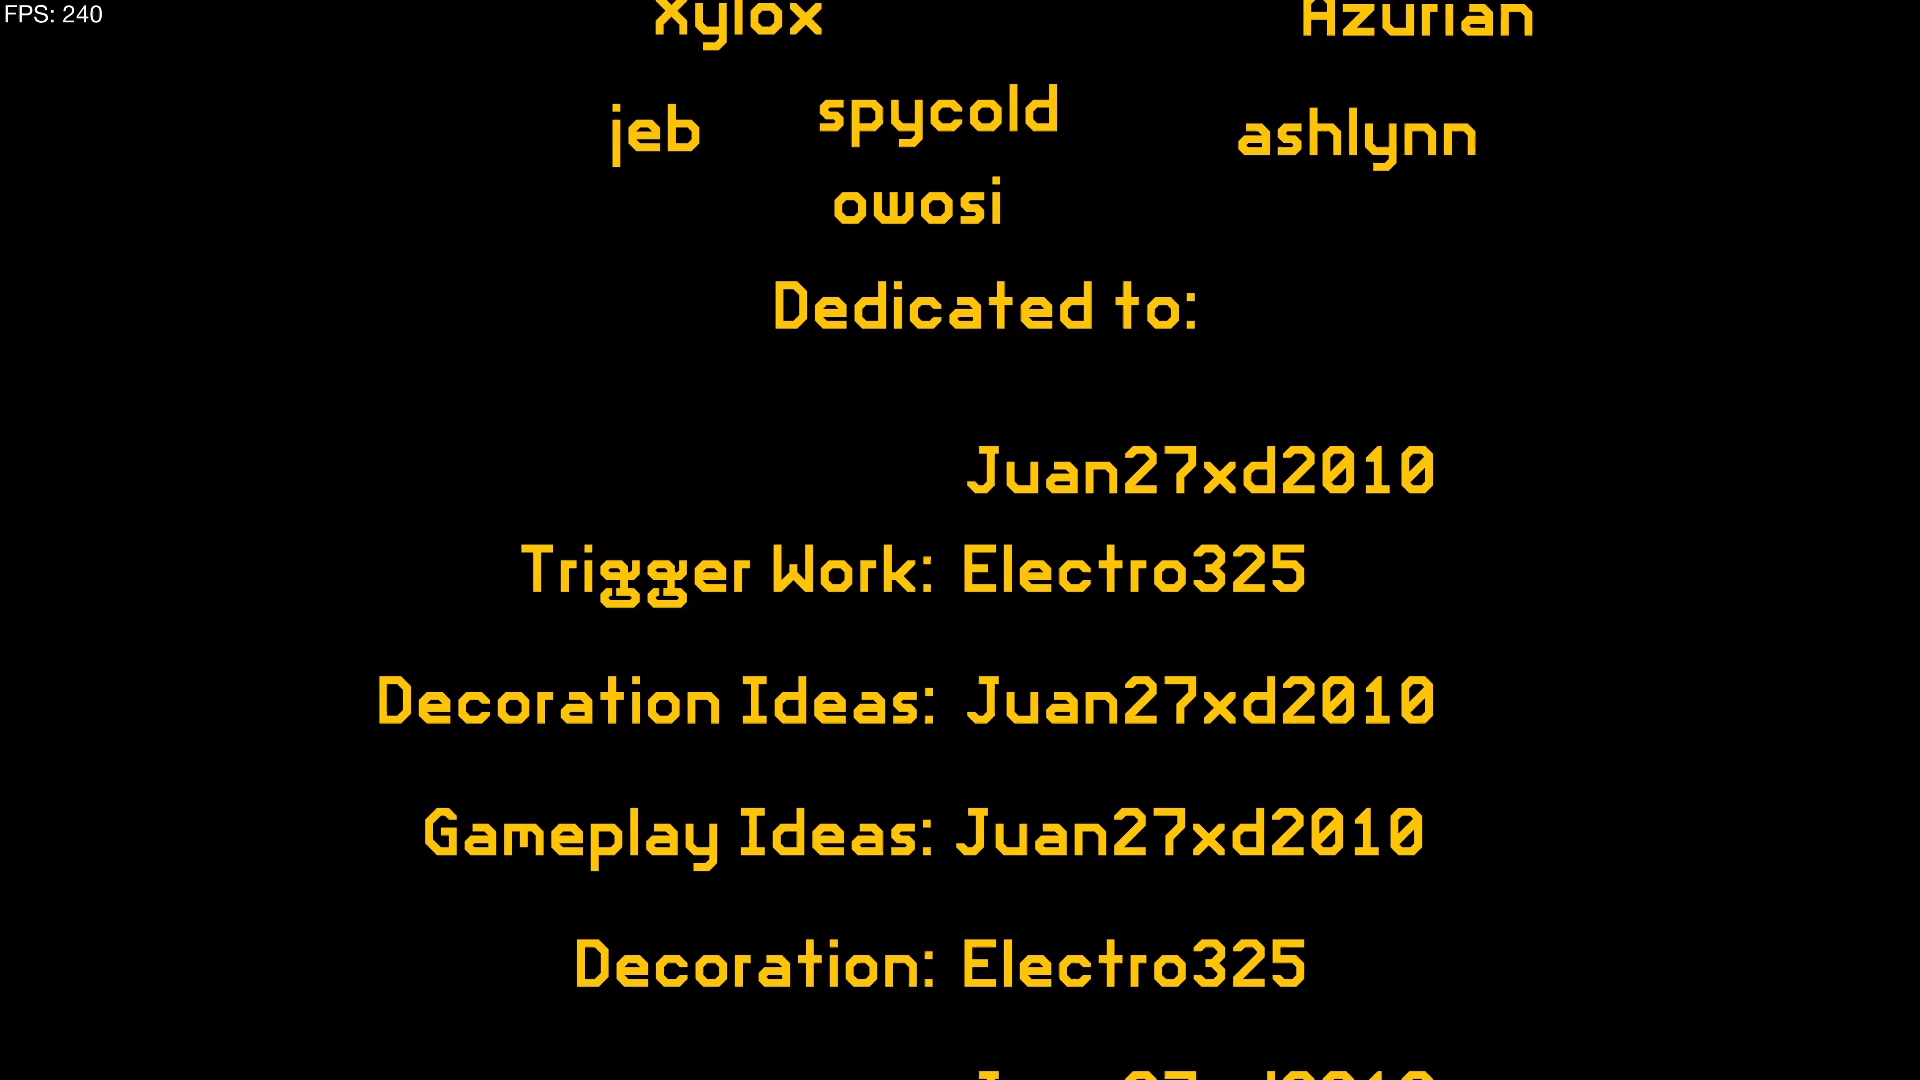 FPS: 240
Xylox Azurian
spycold
jeb ashlynn
owosi
Dedicated to:
Juan27xd2010
Trigger Work: Electro325
Decoration Ideas: Juan27xd2010
Gameplay Ideas: Juan27xd2010
Decoration: Electro325